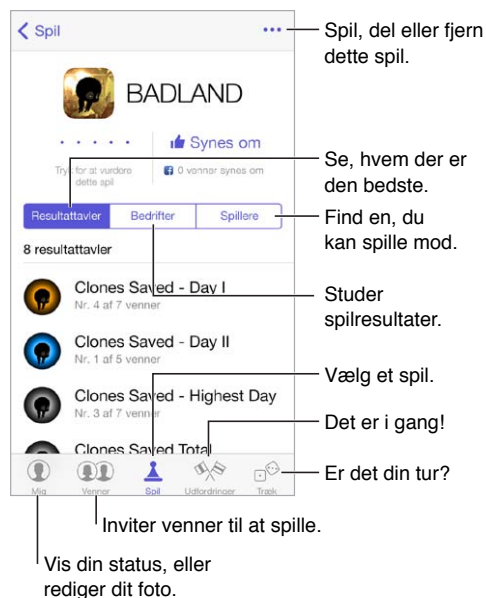 Spil
BADLAND
Synes om
Tryk for at vurdere
dette spil
0 venner synes om
Resultattavler
Bedrifter
Spillere
8 resultattavler
Clones Saved - Day I
Nr. 4 af 7 venner
Clones Saved - Day II
Nr. 1 af 5 venner
Clones Saved - Highest Day
Nr. 3 af 7 venner
Clones Saved Total
Mig
Venner
Spil
Udfordringer
Træk
Spil, del eller fjern
dette spil.
Se, hvem der er
den bedste.
Find en, du
kan spille mod.
Studer
spilresultater.
Vælg et spil.
Det er i gang!
Er det din tur?
Inviter venner til at spille.
Vis din status, eller
rediger dit foto.